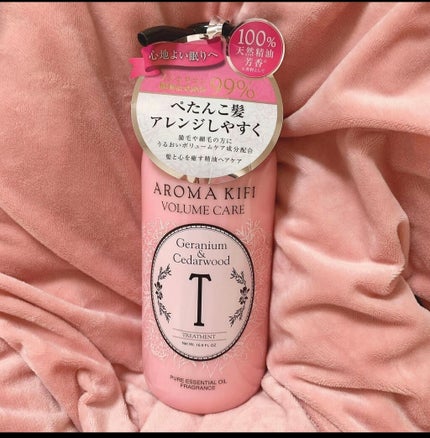 心地よい眠りへ
100%
天然精油
芳香*
99%
ぺたんこ髪
アレンジしやすく
猫毛や細毛の方に
うるおいボリュームケア成分配合
髪と心を癒す精油ヘアケア
AROMA KIFI
VOLUME CARE
Geranium
&
Cedarwood
T
TREATMENT
PURE ESSENTIAL OIL
FRAGRANCE